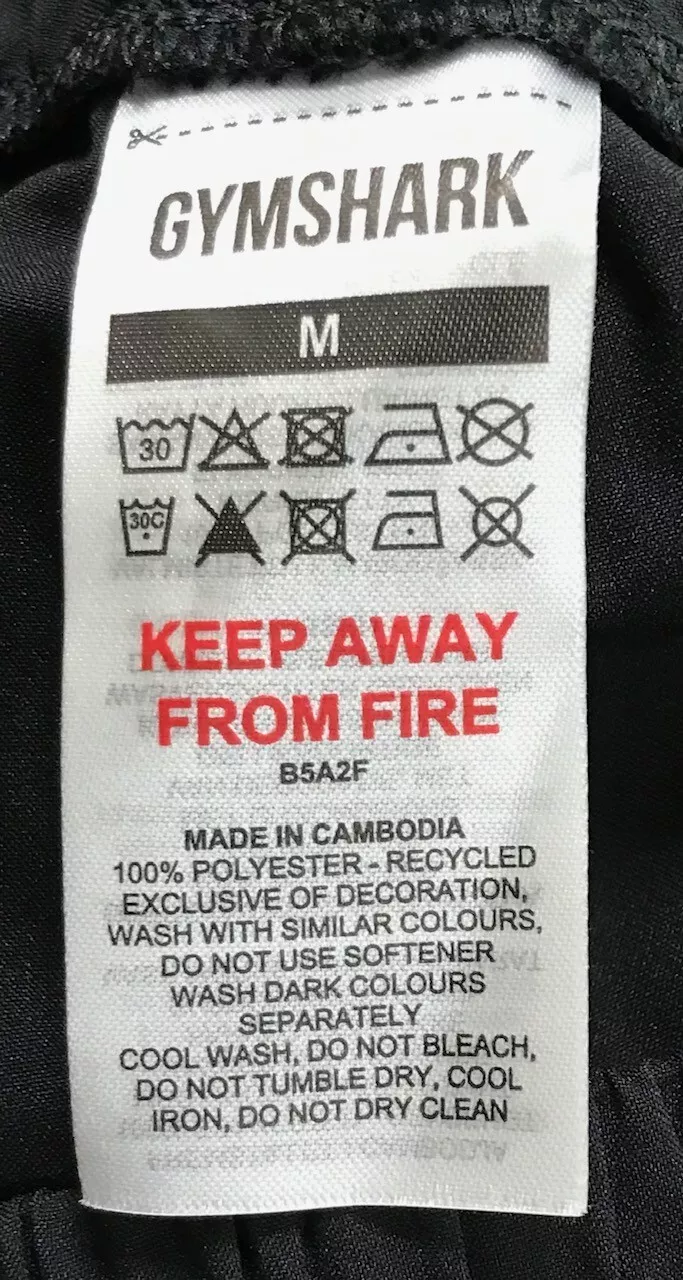 GYMSHARK
M
30
30C
KEEP AWAY
FROM FIRE
B5A2F
MADE IN CAMBODIA
100% POLYESTER - RECYCLED
EXCLUSIVE OF DECORATION,
WASH WITH SIMILAR COLOURS,
DO NOT USE SOFTENER
WASH DARK COLOURS
SEPARATELY
COOL WASH, DO NOT BLEACH,
DO NOT TUMBLE DRY, COOL
IRON, DO NOT DRY CLEAN